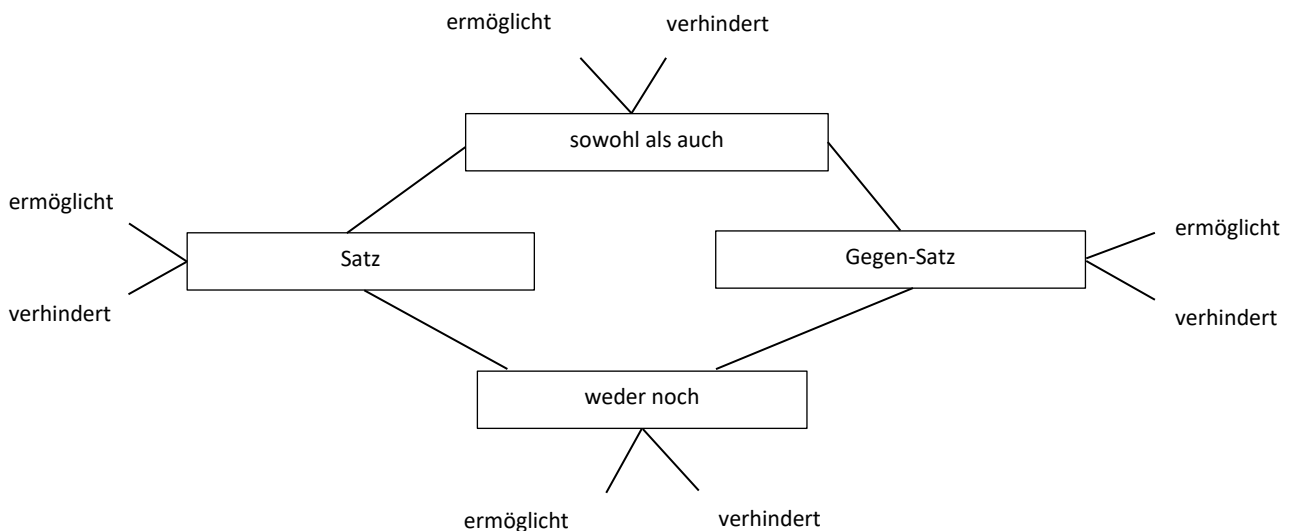 ermöglicht
verhindert
sowohl als auch
ermöglicht
verhindert
Satz
Gegen-Satz
ermöglicht
verhindert
weder noch
ermöglicht
verhindert